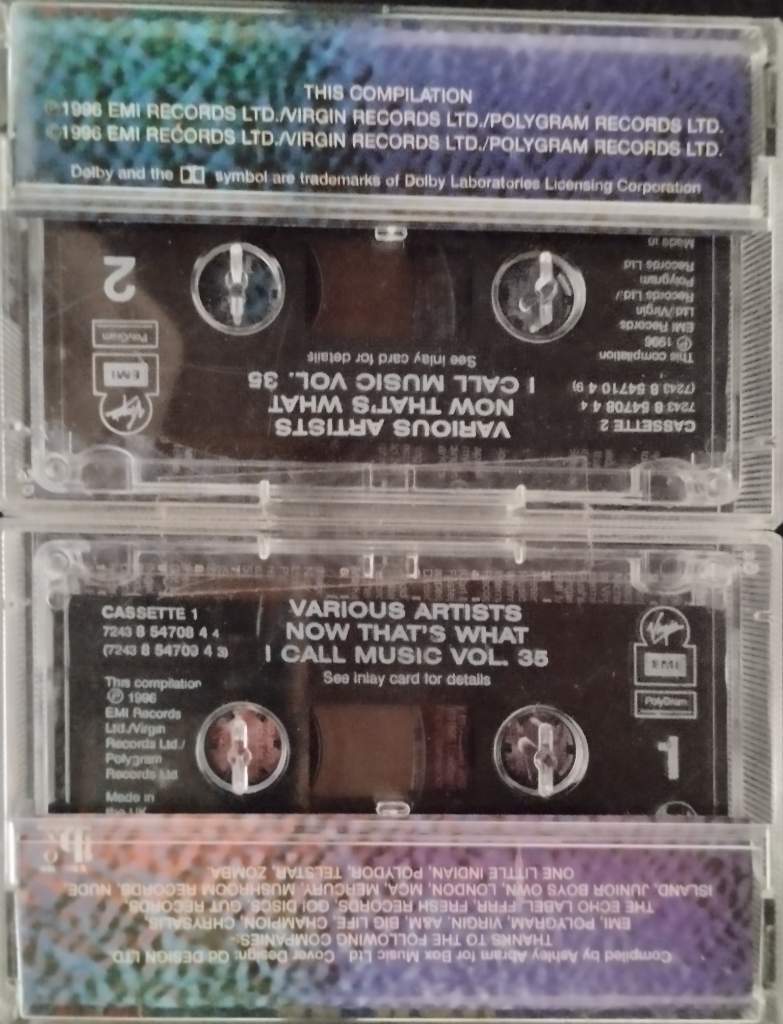 THIS COMPILATION
℗1996 EMI RECORDS LTD./VIRGIN RECORDS LTD./POLYGRAM RECORDS LTD.
©1996 EMI RECORDS LTD./VIRGIN RECORDS LTD./POLYGRAM RECORDS LTD.
Dolby and the symbol are trademarks of Dolby Laboratories Licensing Corporation
CASSETTE 2
7243 8 54708 4 4
(7243 8 54710 4 9)
VARIOUS ARTISTS
NOW THAT'S WHAT
I CALL MUSIC VOL. 35
See inlay card for details
This compilation
℗ 1996
EMI Records
Ltd./Virgin
Records Ltd./
Polygram
Records Ltd
Made in
Virgin
EMI
PolyGram
2
CASSETTE 1
7243 8 54708 4 4
(7243 8 54709 4 3)
VARIOUS ARTISTS
NOW THAT'S WHAT
I CALL MUSIC VOL. 35
See inlay card for details
This compilation
℗ 1996
EMI Records
Ltd./Virgin
Records Ltd./
Polygram
Records Ltd
Made in
the UK
Virgin
EMI
PolyGram
1
Compiled by Ashley Abram for Box Music Ltd. Cover Design: Qd DESIGN LTD
THANKS TO THE FOLLOWING COMPANIES:-
EMI, POLYGRAM, VIRGIN, A&M, BIG LIFE, CHAMPION, CHRYSALIS,
THE ECHO LABEL, FFRR, FRESH RECORDS, GO! DISCS, GUT RECORDS,
ISLAND, JUNIOR BOYS OWN, LONDON, MCA, MERCURY, MUSHROOM RECORDS, NUDE,
ONE LITTLE INDIAN, POLYDOR, TELSTAR, ZOMBA